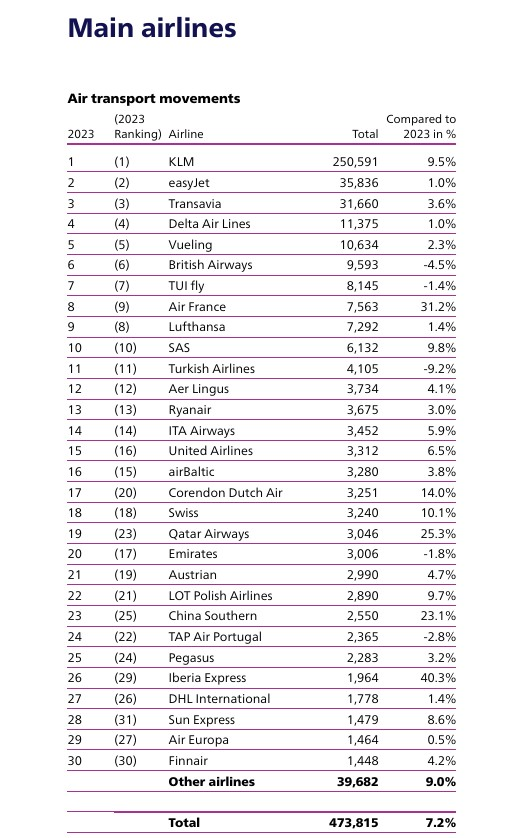 Main airlines
Air transport movements
(2023 Compared to
2023 Ranking) Airline Total 2023 in %
1 (1) KLM 250,591 9.5%
2 (2) easyJet 35,836 1.0%
3 (3) Transavia 31,660 3.6%
4 (4) Delta Air Lines 11,375 1.0%
5 (5) Vueling 10,634 2.3%
6 (6) British Airways 9,593 -4.5%
7 (7) TUI fly 8,145 -1.4%
8 (9) Air France 7,563 31.2%
9 (8) Lufthansa 7,292 1.4%
10 (10) SAS 6,132 9.8%
11 (11) Turkish Airlines 4,105 -9.2%
12 (12) Aer Lingus 3,734 4.1%
13 (13) Ryanair 3,675 3.0%
14 (14) ITA Airways 3,452 5.9%
15 (16) United Airlines 3,312 6.5%
16 (15) airBaltic 3,280 3.8%
17 (20) Corendon Dutch Air 3,251 14.0%
18 (18) Swiss 3,240 10.1%
19 (23) Qatar Airways 3,046 25.3%
20 (17) Emirates 3,006 -1.8%
21 (19) Austrian 2,990 4.7%
22 (21) LOT Polish Airlines 2,890 9.7%
23 (25) China Southern 2,550 23.1%
24 (22) TAP Air Portugal 2,365 -2.8%
25 (24) Pegasus 2,283 3.2%
26 (29) Iberia Express 1,964 40.3%
27 (26) DHL International 1,778 1.4%
28 (31) Sun Express 1,479 8.6%
29 (27) Air Europa 1,464 0.5%
30 (30) Finnair 1,448 4.2%
Other airlines 39,682 9.0%
Total 473,815 7.2%